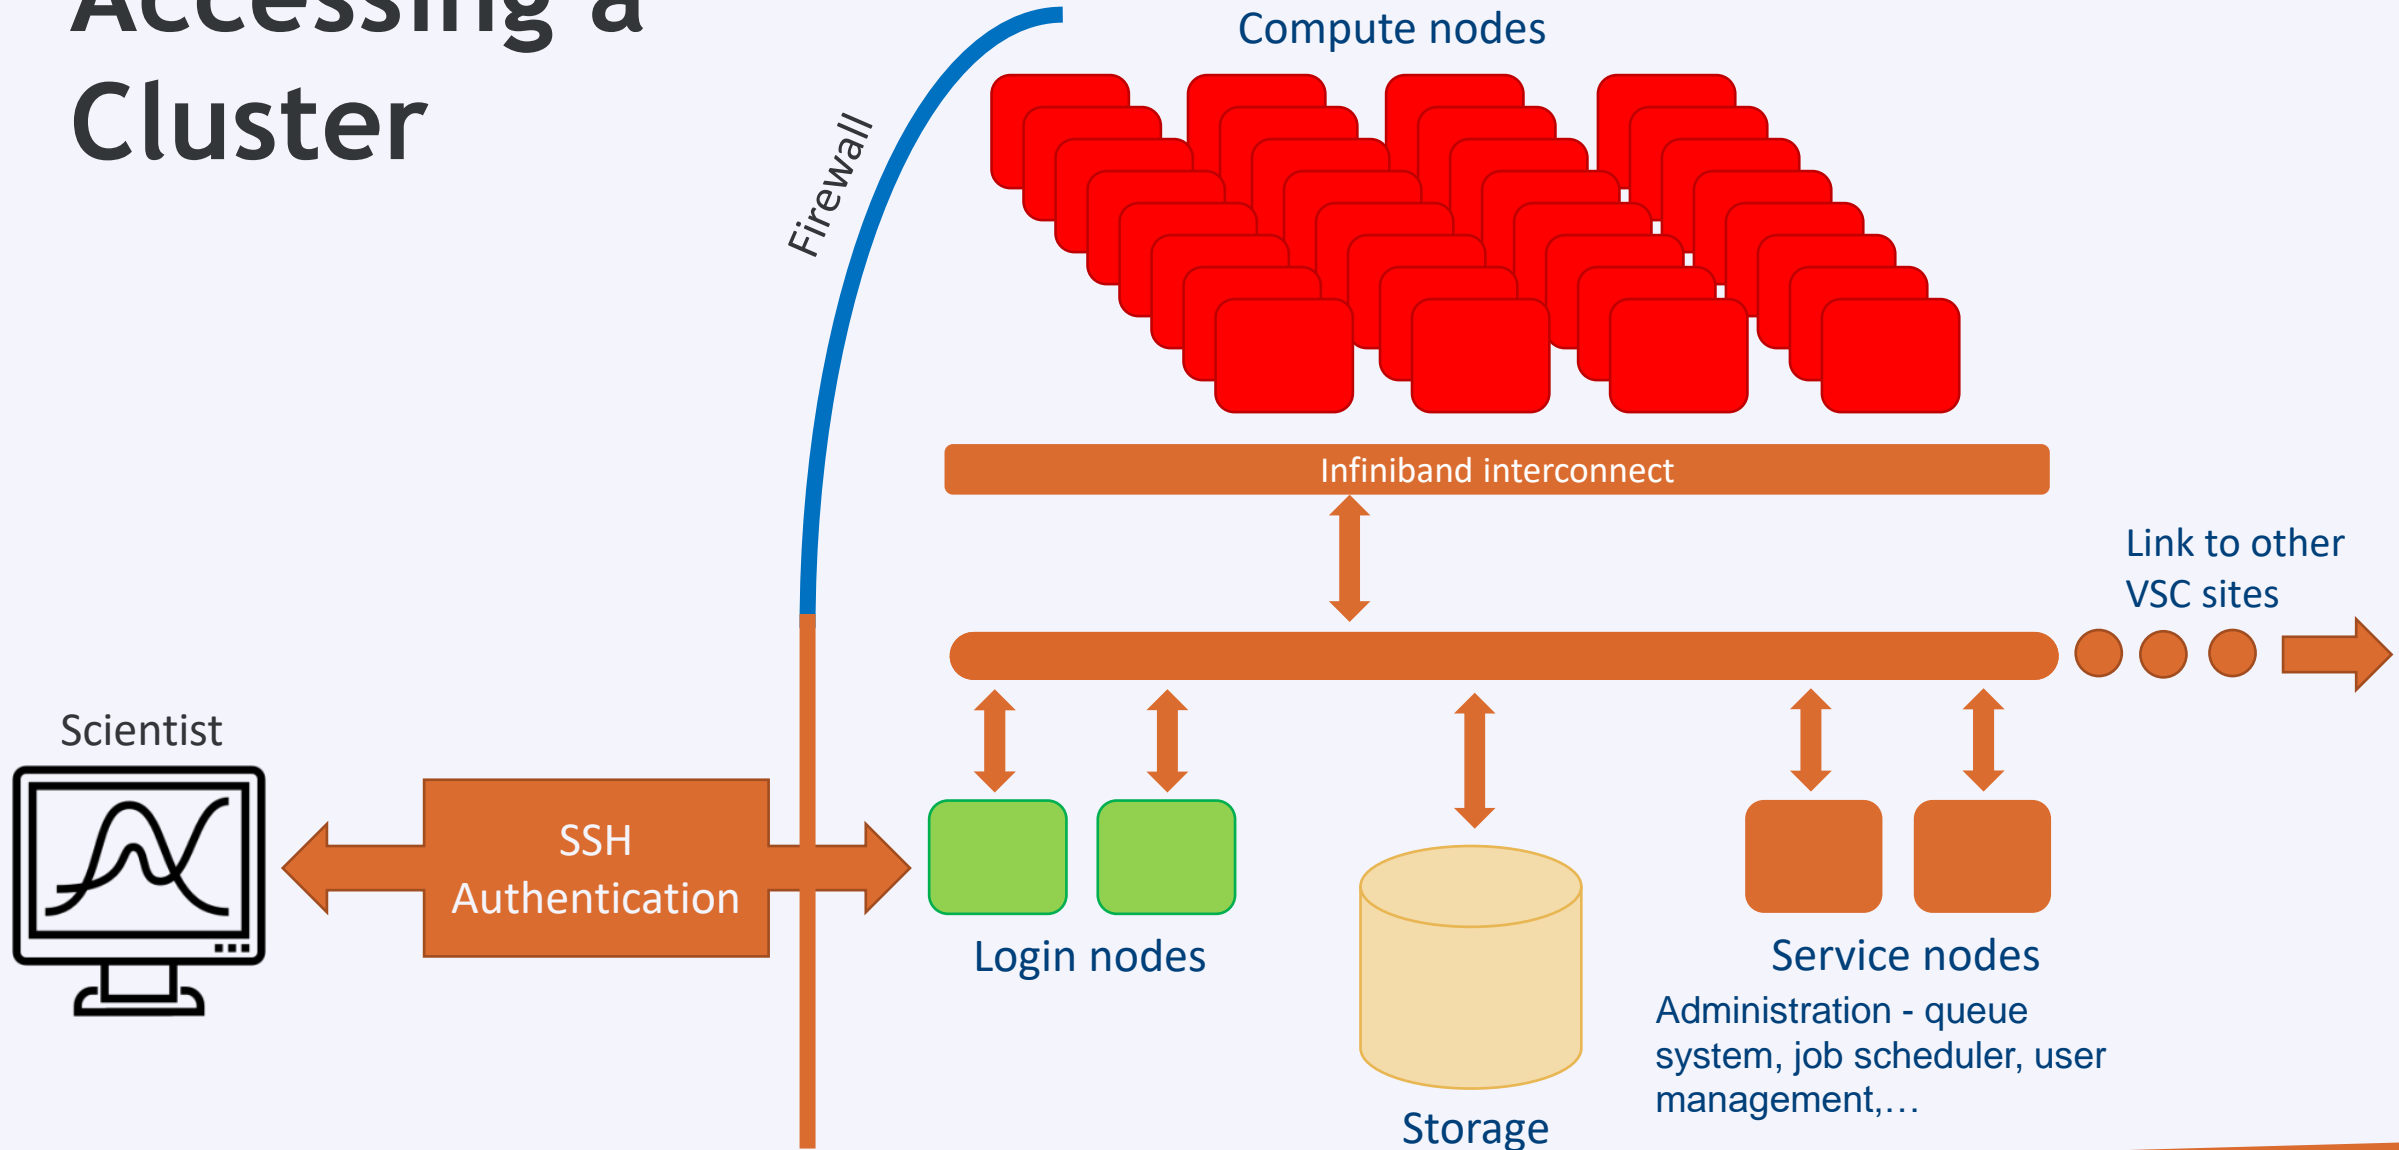 Accessing a
Cluster
Compute nodes
Firewall
Infiniband interconnect
Link to other
VSC sites
Scientist
SSH
Authentication
Login nodes
Storage
Service nodes
Administration - queue
system, job scheduler, user
management,…